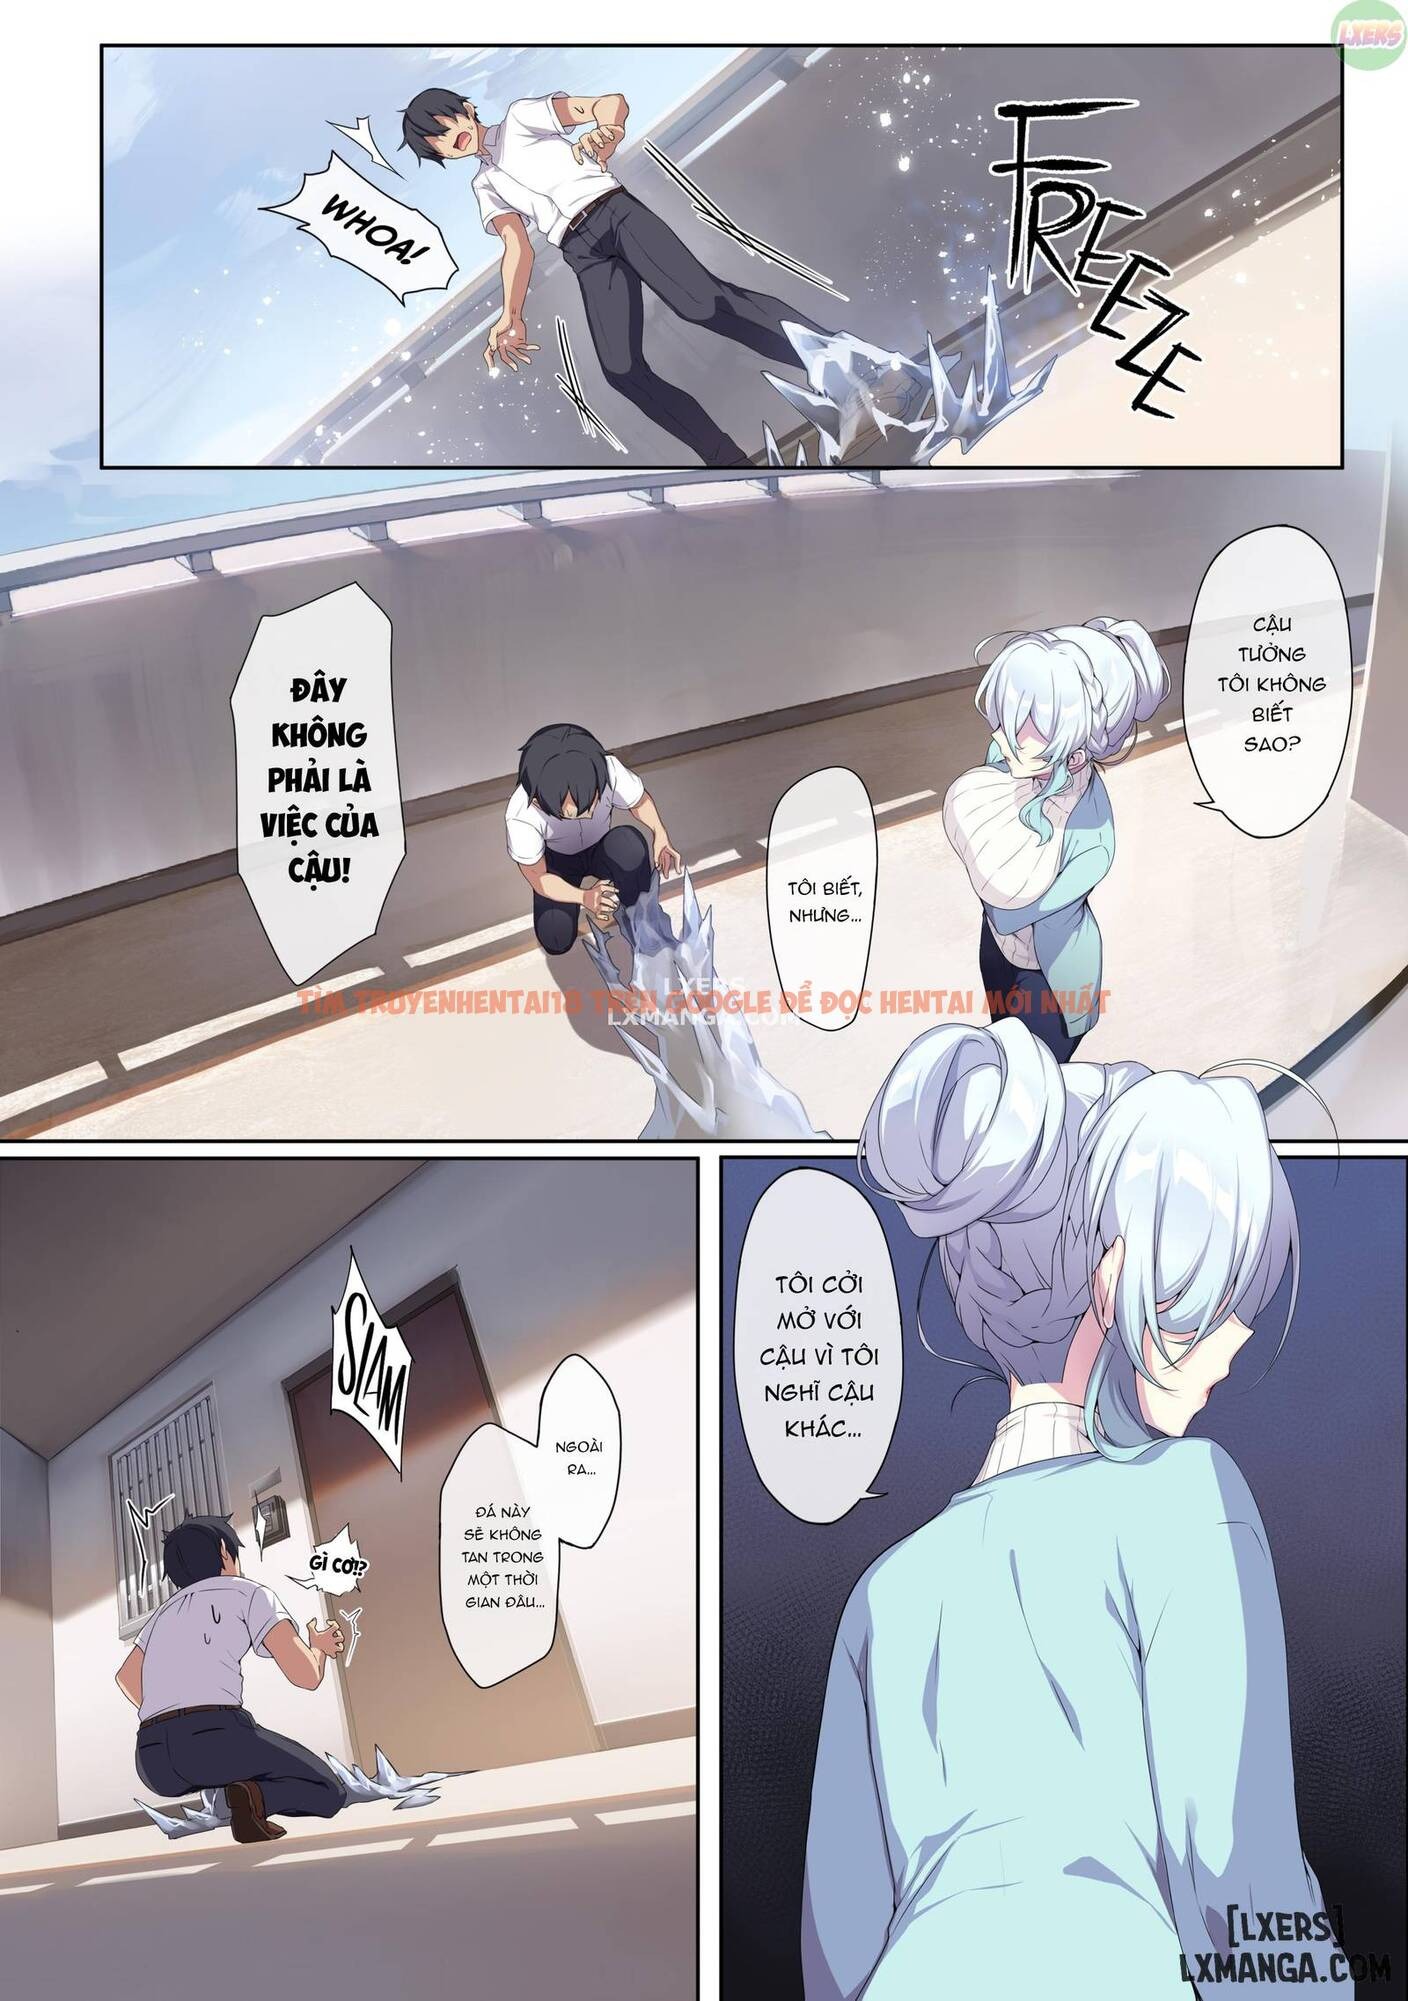 LXERS
FREEZE
WHOA!
CẬU
TƯỞNG
TÔI KHÔNG
BIẾT
SAO?
TÔI BIẾT,
NHƯNG...
ĐÂY
KHÔNG
PHẢI LÀ
VIỆC CỦA
CẬU!
LXERS
TÌM TRUYENHENTAI18 TRÊN GOOGLE ĐỂ ĐỌC HENTAI MỚI NHẤT
LXMANGA.COM
TÔI CỞI
MỞ VỚI
CẬU VÌ TÔI
NGHĨ CẬU
KHÁC...
SLAM
NGOÀI
RA...
ĐÁ NÀY
SẼ KHÔNG
TAN TRONG
MỘT THỜI
GIAN ĐÂU...
GÌ CƠ!?
[LXERS]
LXMANGA.COM